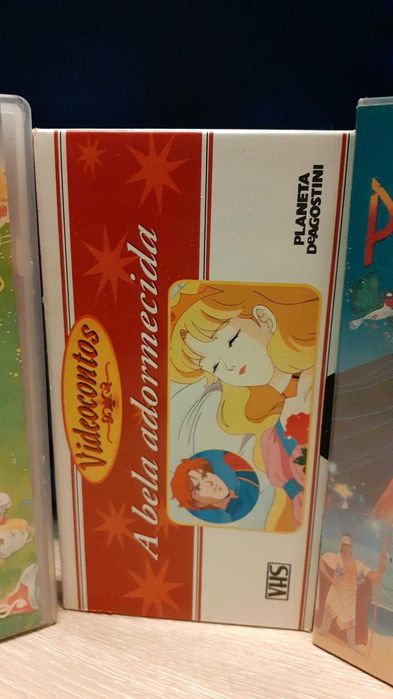 Videocontos
A bela adormecida
PLANETA
DeAGOSTINI
VHS
P